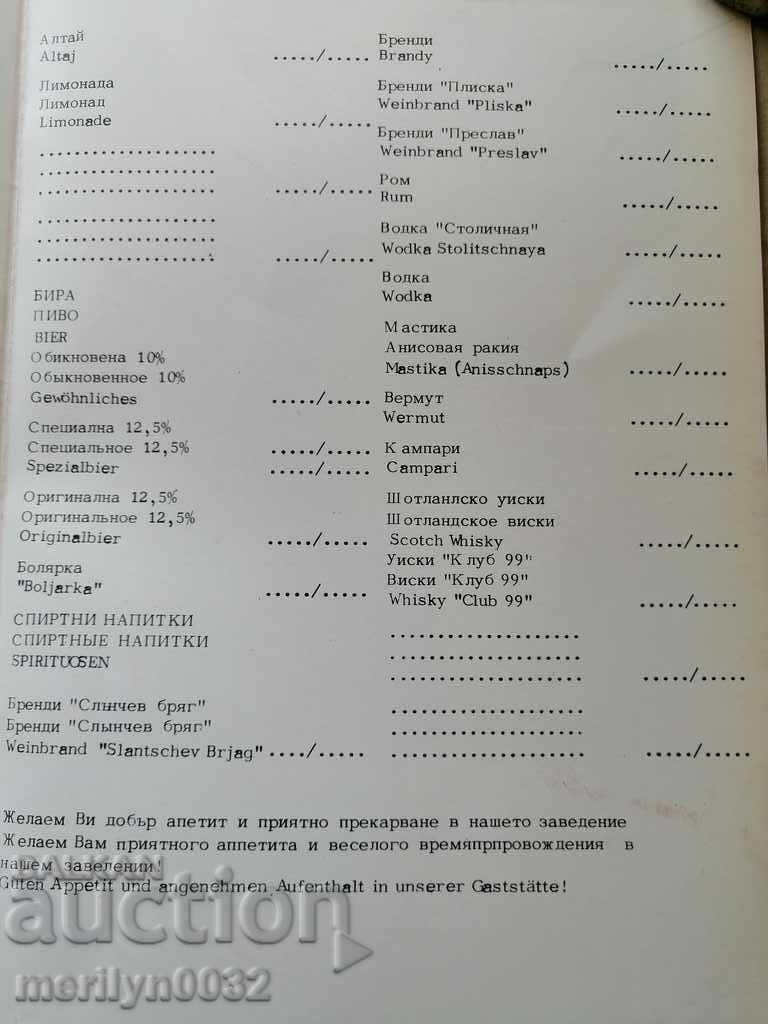 Алтай
Altaj ...../.....
Лимонада
Лимонад
Limonade ...../.....
....................
....................
.................... ...../.....
....................
....................
.................... ...../.....
БИРА
ПИВО
BIER
Обикновена 10%
Обыкновенное 10%
Gewöhnliches ...../.....
Специална 12,5%
Специальное 12,5% ...../.....
Spezialbier ...../.....
Оригинална 12,5%
Оригинальное 12,5%
Originalbier ...../.....
Болярка
"Boljarka" ...../.....
СПИРТНИ НАПИТКИ
СПИРТНЫЕ НАПИТКИ
SPIRITUOSEN
Бренди "Слънчев бряг"
Бренди "Слынчев бряг"
Weinbrand "Slantschev Brjag" ..../.....
Бренди
Brandy ...../.....
Бренди "Плиска"
Weinbrand "Pliska" ...../.....
Бренди "Преслав"
Weinbrand "Preslav" ...../.....
Ром
Rum ...../.....
Водка "Столичная"
Wodka Stolitschnaya ...../.....
Водка
Wodka ...../.....
Мастика
Анисовая ракия
Mastika (Anisschnaps) ...../.....
Вермут
Wermut ...../.....
Кампари
Campari ...../.....
Шотланлско уиски
Шотландское виски
Scotch Whisky ...../.....
Уиски "Клуб 99"
Виски "Клуб 99"
Whisky "Club 99" ...../.....
......................
......................
...................... ...../.....
......................
......................
...................... ...../.....
Желаем Ви добър апетит и приятно прекарване в нашето заведение
Желаем Вам приятного аппетита и веселого времяпрпровождения в
нашем завелении!
Guten Appetit und angenehmen Aufenthalt in unserer Gaststätte!
BALKAN
auction
merilyn0032